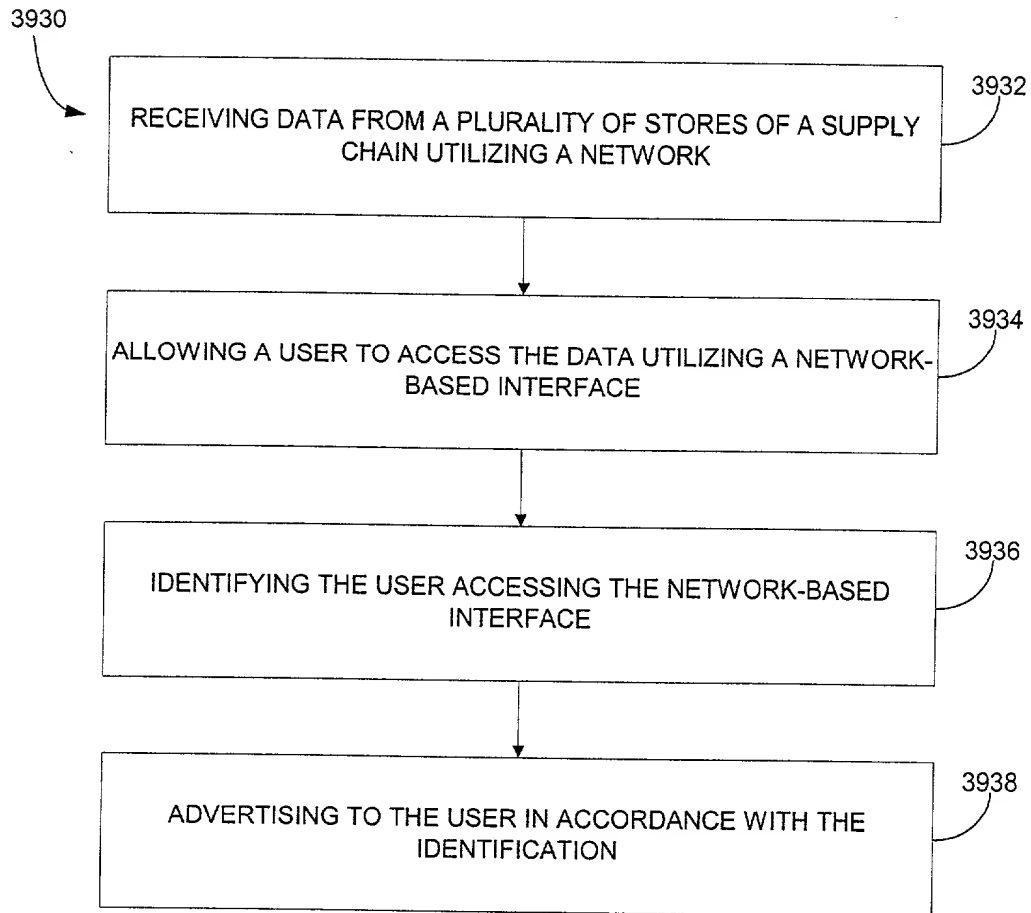 3930
3932
RECEIVING DATA FROM A PLURALITY OF STORES OF A SUPPLY
CHAIN UTILIZING A NETWORK
3934
ALLOWING A USER TO ACCESS THE DATA UTILIZING A NETWORK-
BASED INTERFACE
3936
IDENTIFYING THE USER ACCESSING THE NETWORK-BASED
INTERFACE
3938
ADVERTISING TO THE USER IN ACCORDANCE WITH THE
IDENTIFICATION